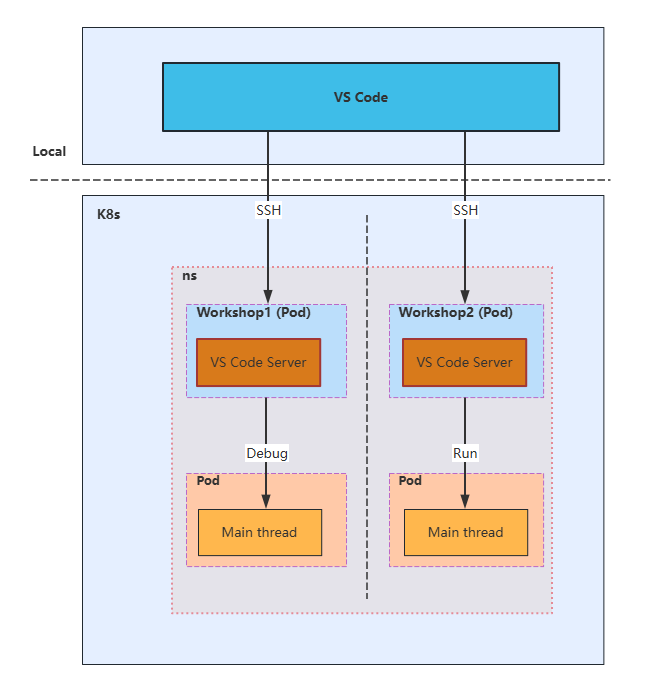 VS Code
Local
SSH
SSH
K8s
ns
Workshop1 (Pod)
Workshop2 (Pod)
VS Code Server
VS Code Server
Debug
Run
Pod
Pod
Main thread
Main thread